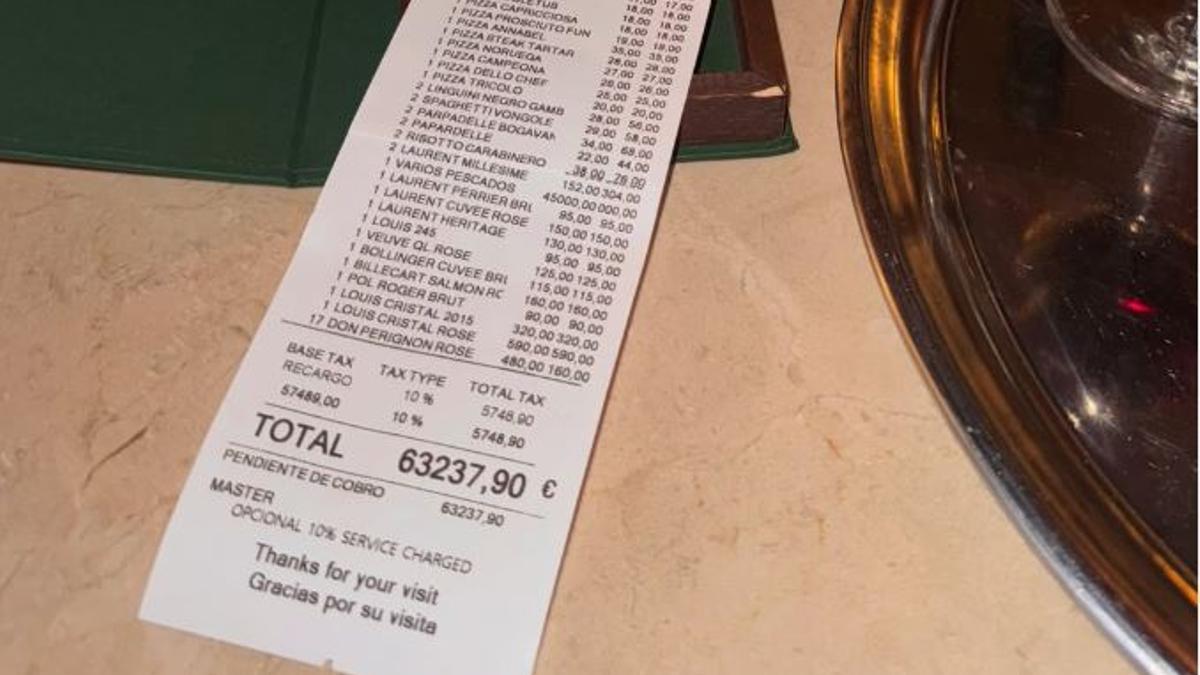 17,00
18,00 18,00
1 PIZZA CAPRICCIOSA 18,00 18,00
1 PIZZA PROSCIUTO FUN 19,00 19,00
1 PIZZA ANNABEL 35,00 35,00
1 PIZZA STEAK TARTAR 28,00 28,00
1 PIZZA NORUEGA 27,00 27,00
1 PIZZA CAMPEONA 26,00 26,00
1 PIZZA DELLO CHEF 25,00 25,00
1 PIZZA TRICOLO 20,00 20,00
2 LINGUINI NEGRO GAMB 28,00 56,00
2 SPAGHETTI VONGOLE 29,00 58,00
2 PARPADELLE BOGAVAN 34,00 68,00
2 PAPARDELLE 22,00 44,00
2 RISOTTO CARABINERO
2 LAURENT MILLESIME 152,00 304,00
1 VARIOS PESCADOS 45000,00 000,00
1 LAURENT PERRIER BRU 95,00 95,00
1 LAURENT CUVEE ROSE 150,00 150,00
1 LAURENT HERITAGE 130,00 130,00
1 LOUIS 245 95,00 95,00
1 VEUVE QL ROSE 125,00 125,00
1 BOLLINGER CUVEE BRU 115,00 115,00
1 BILLECART SALMON RO 160,00 160,00
1 POL ROGER BRUT 90,00 90,00
1 LOUIS CRISTAL 2015 320,00 320,00
1 LOUIS CRISTAL ROSE 590,00 590,00
17 DON PERIGNON ROSE 480,00 160,00
BASE TAX TAX TYPE TOTAL TAX
RECARGO 10 % 5748,90
57489,00 10 % 5748,90
TOTAL 63237,90 €
PENDIENTE DE COBRO 63237,90
MASTER
OPCIONAL 10% SERVICE CHARGED
Thanks for your visit
Gracias por su visita